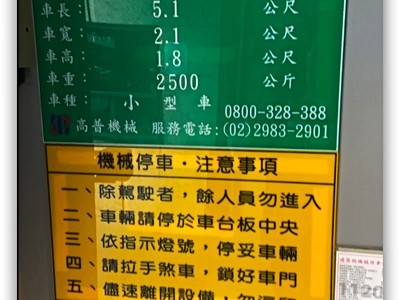 車長： 5.1 公尺
車寬： 2.1 公尺
車高： 1.8 公尺
車重： 2500 公斤
車種： 小型車 0800-328-388
高普機械 服務電話：(02)2983-2901
機械停車・注意事項
一、除駕駛者，餘人員勿進入
二、車輛請停於車台板中央
三、依指示燈號，停妥車輛
四、請拉手煞車，鎖好車門
五、儘速離開設備，勿
1120